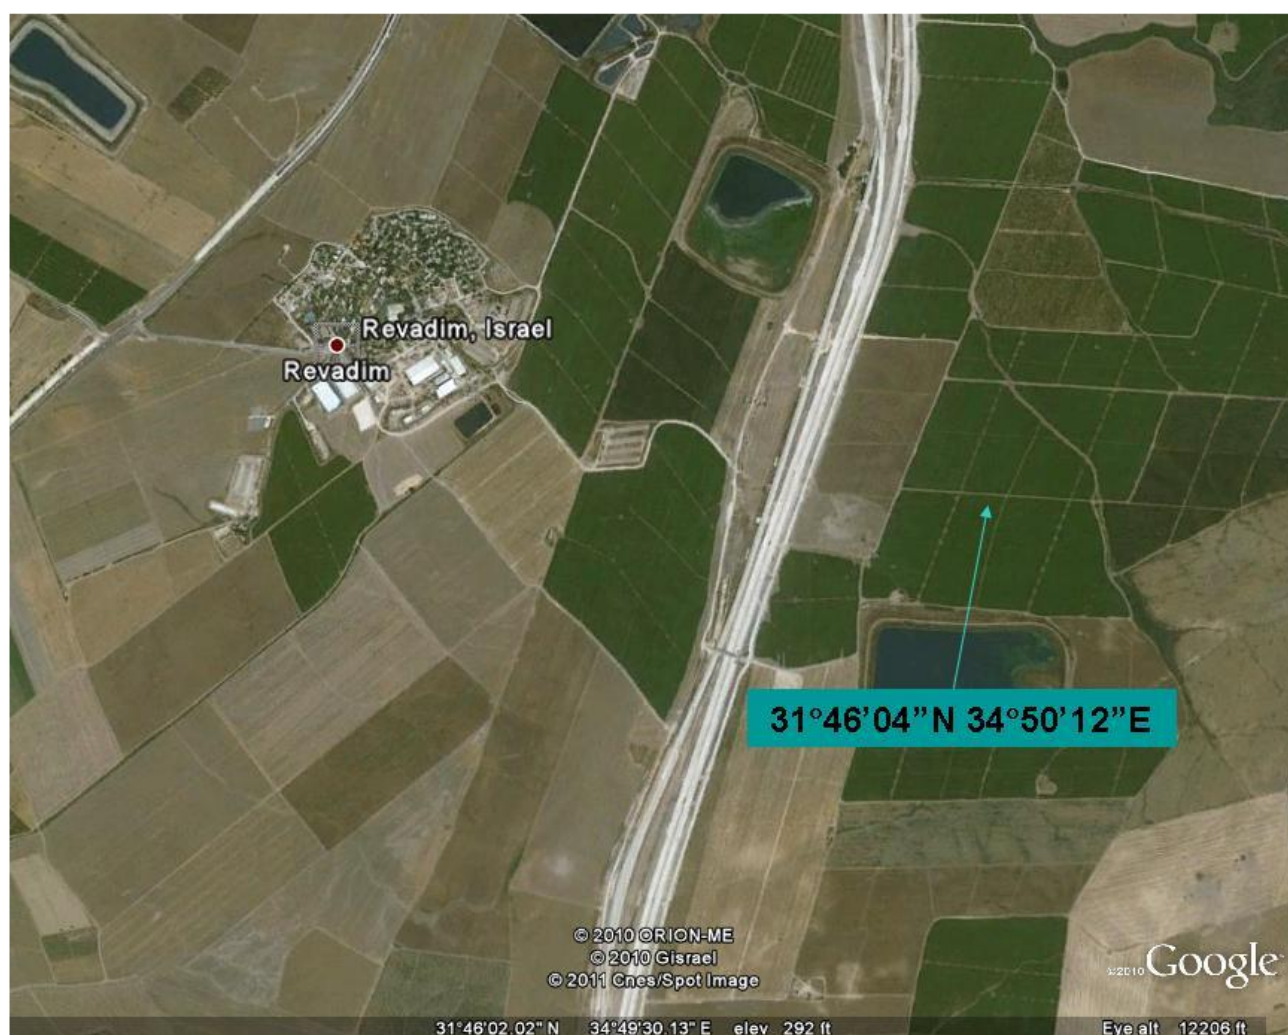 Revadim, Israel
Revadim
31°46’04”N 34°50’12”E
© 2010 ORION-ME
© 2010 Gisrael
© 2011 Cnes/Spot Image
©2010 Google
31°46'02.02" N 34°49'30.13" E elev 292 ft Eye alt 12206 ft